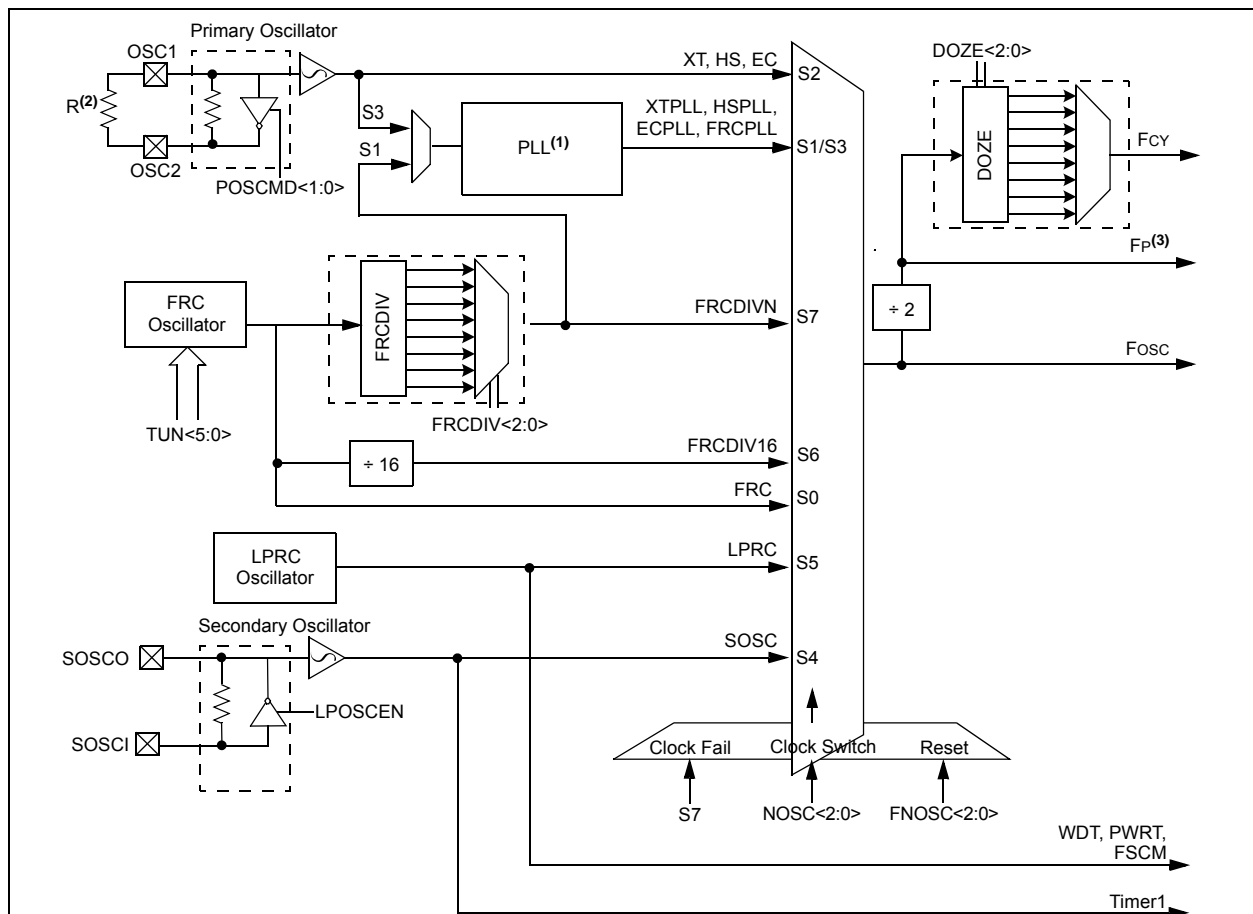 Primary Oscillator
OSC1
R(2)
OSC2
POSCMD<1:0>
S3
S1
PLL(1)
XT, HS, EC
S2
XTPLL, HSPLL,
ECPLL, FRCPLL
S1/S3
DOZE<2:0>
DOZE
FCY
FP(3)
÷ 2
FOSC
FRC
Oscillator
TUN<5:0>
FRCDIV
FRCDIV<2:0>
FRCDIVN
S7
÷ 16
FRCDIV16
S6
FRC
S0
LPRC
Oscillator
LPRC
S5
Secondary Oscillator
SOSCO
SOSCI
LPOSCEN
SOSC
S4
Clock Fail
Clock Switch
Reset
S7
NOSC<2:0>
FNOSC<2:0>
WDT, PWRT,
FSCM
Timer1